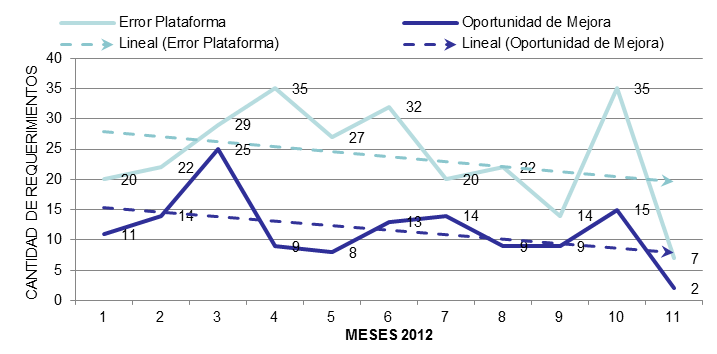 Error Plataforma
Oportunidad de Mejora
Lineal (Error Plataforma)
Lineal (Oportunidad de Mejora)
CANTIDAD DE REQUERIMIENTOS
40
35
30
25
20
15
10
5
0
20 22 29 35 27 32 20 22 14 35 7
11 14 25 9 8 13 14 9 9 15 2
1 2 3 4 5 6 7 8 9 10 11
MESES 2012